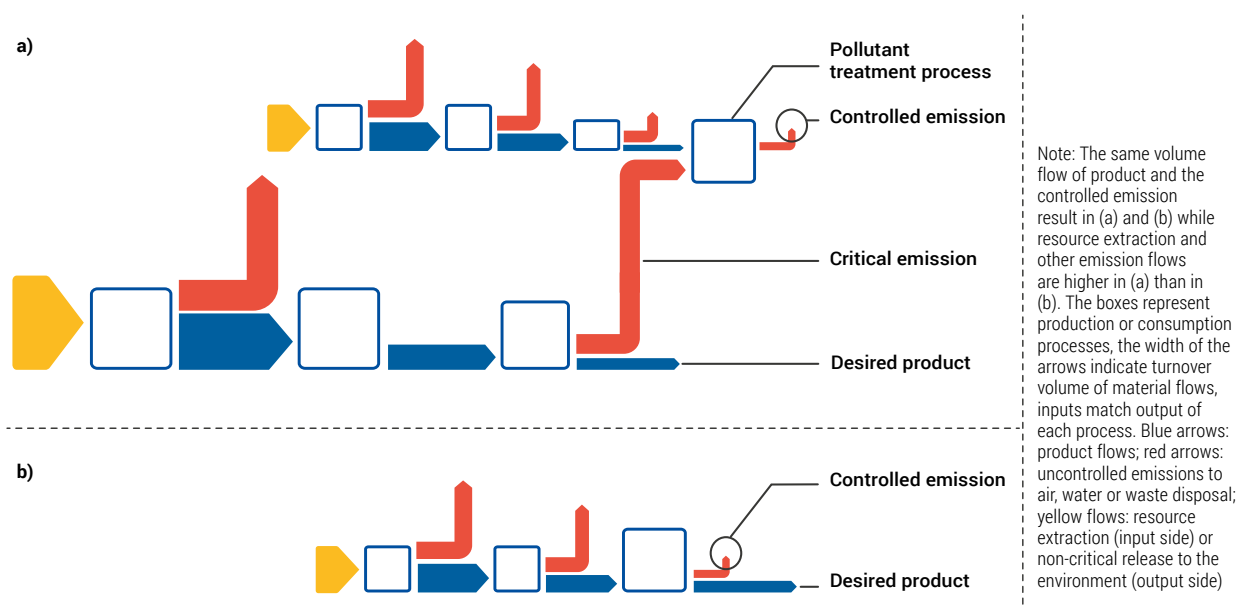 a)
Pollutant
treatment process
Controlled emission
Critical emission
Desired product
b)
Controlled emission
Desired product
Note: The same volume
flow of product and the
controlled emission
result in (a) and (b) while
resource extraction and
other emission flows
are higher in (a) than in
(b). The boxes represent
production or consumption
processes, the width of the
arrows indicate turnover
volume of material flows,
inputs match output of
each process. Blue arrows:
product flows; red arrows:
uncontrolled emissions to
air, water or waste disposal;
yellow flows: resource
extraction (input side) or
non-critical release to the
environment (output side)